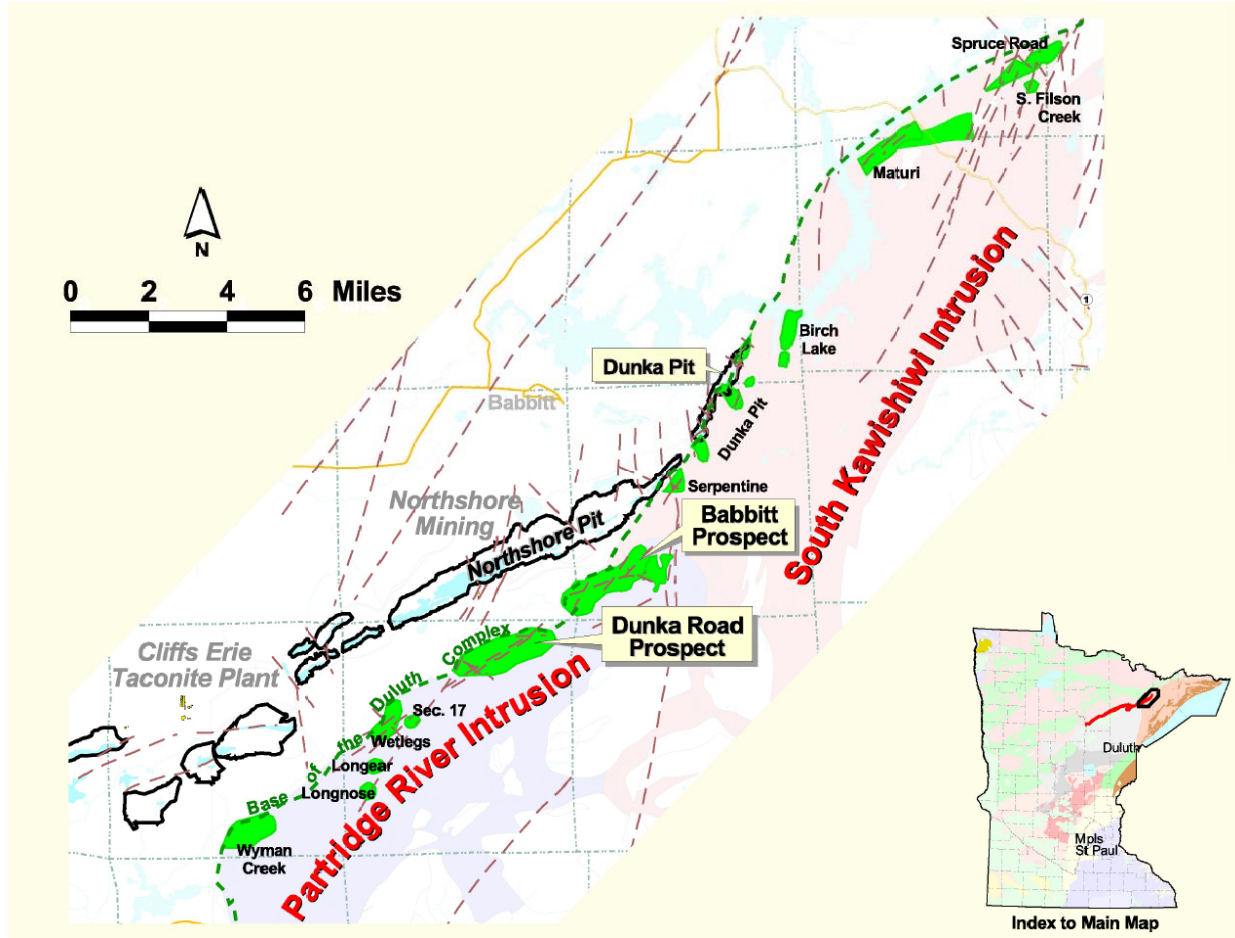 Spruce Road
S. Filson
Creek
Maturi
N
0 2 4 6 Miles
South Kawishiwi Intrusion
1
Birch
Lake
Dunka Pit
Babbitt
Dunka Pit
Serpentine
Northshore
Mining
Northshore Pit
Babbitt
Prospect
Dunka Road
Prospect
Cliffs Erie
Taconite Plant
Base of the Duluth Complex
Sec. 17
Wetlegs
Longear
Longnose
Partridge River Intrusion
Wyman
Creek
Duluth
Mpls
St Paul
Index to Main Map